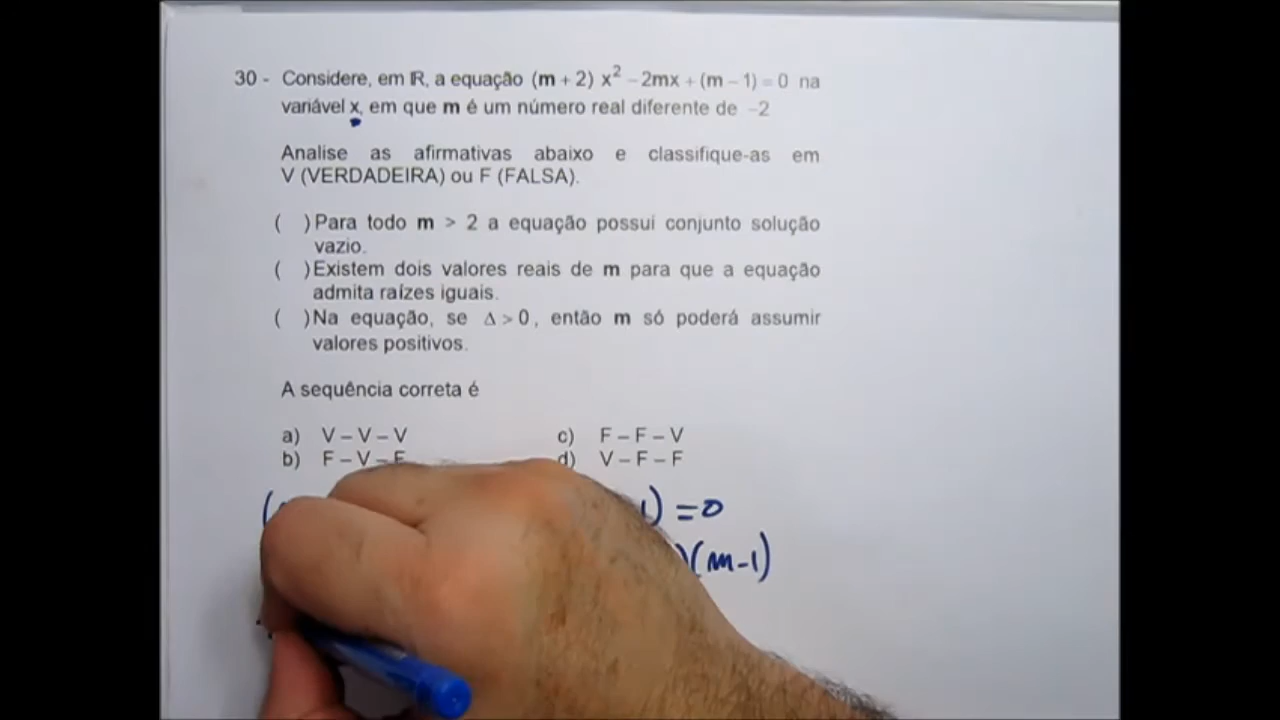 30 - Considere, em ℝ, a equação (m + 2) x² − 2mx + (m − 1) = 0 na
variável x, em que m é um número real diferente de −2
Analise as afirmativas abaixo e classifique-as em
V (VERDADEIRA) ou F (FALSA).
( ) Para todo m > 2 a equação possui conjunto solução
vazio.
( ) Existem dois valores reais de m para que a equação
admita raízes iguais.
( ) Na equação, se Δ > 0, então m só poderá assumir
valores positivos.
A sequência correta é
a) V – V – V c) F – F – V
b) F – V – F d) V – F – F
( 1) = 0
)(m-1)